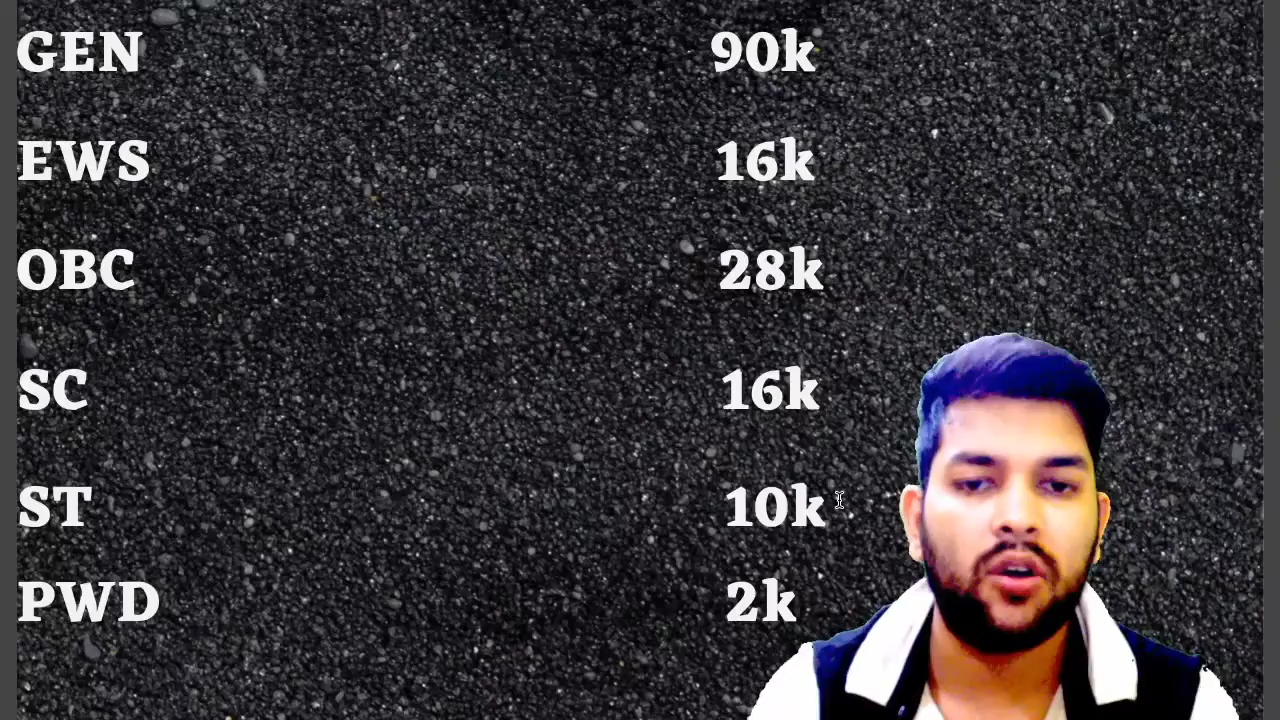 GEN 90k
EWS 16k
OBC 28k
SC 16k
ST 10k
PWD 2k